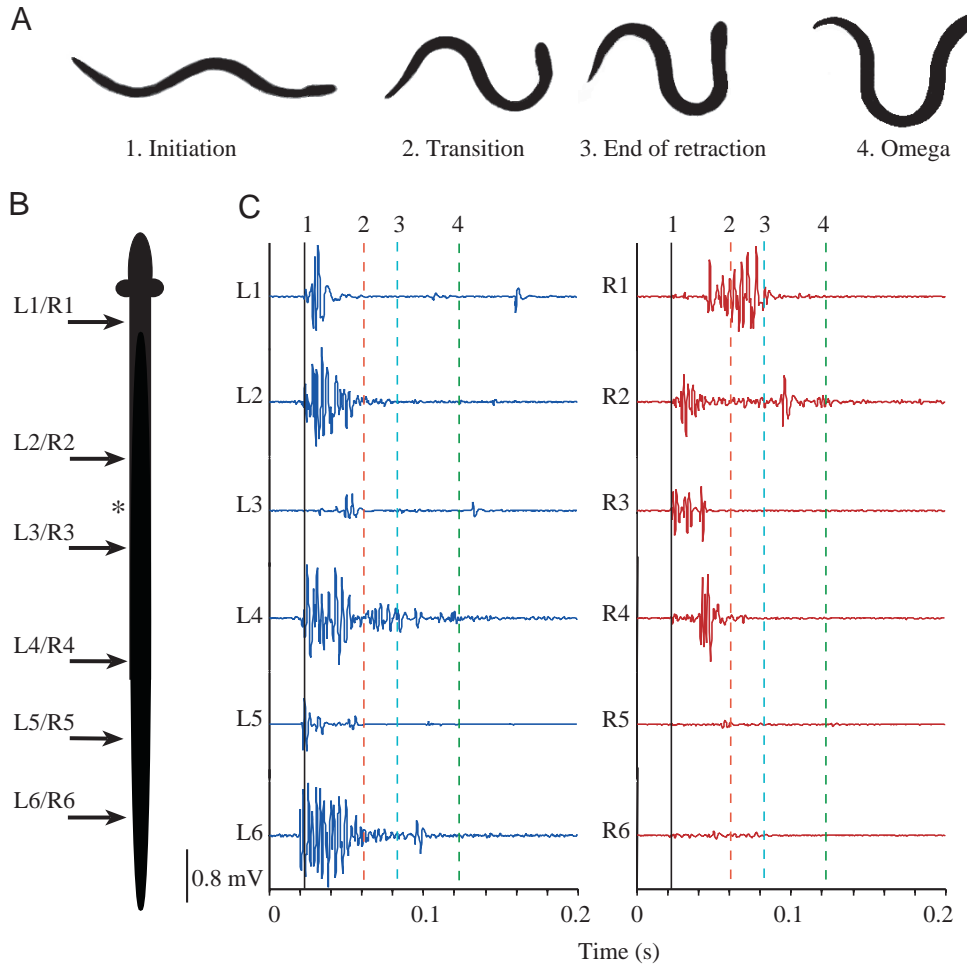 A
1. Initiation
2. Transition
3. End of retraction
4. Omega
B
L1/R1
L2/R2
*
L3/R3
L4/R4
L5/R5
L6/R6
0.8 mV
C
1 2 3 4
L1
L2
L3
L4
L5
L6
0 0.1 0.2
1 2 3 4
R1
R2
R3
R4
R5
R6
0 0.1 0.2
Time (s)